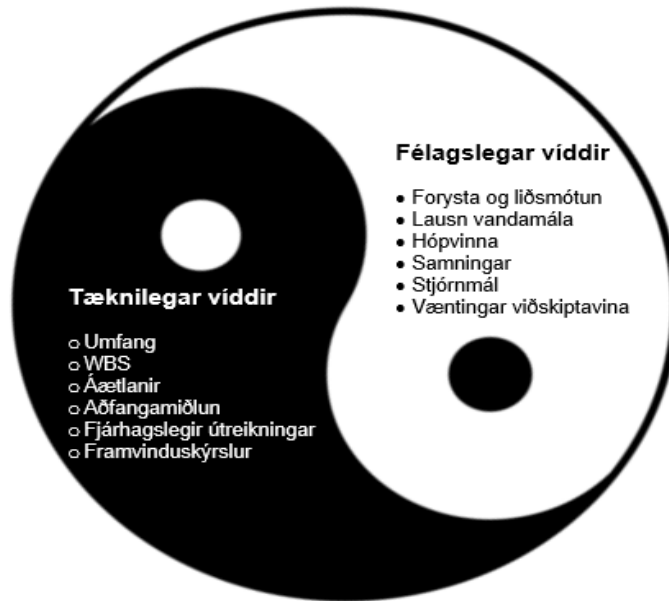 Félagslegar víddir
• Forysta og liðsmótun
• Lausn vandamála
• Hópvinna
• Samningar
• Stjórnmál
• Væntingar viðskiptavina
Tæknilegar víddir
o Umfang
o WBS
o Áætlanir
o Aðfangamiðlun
o Fjárhagslegir útreikningar
o Framvinduskýrslur